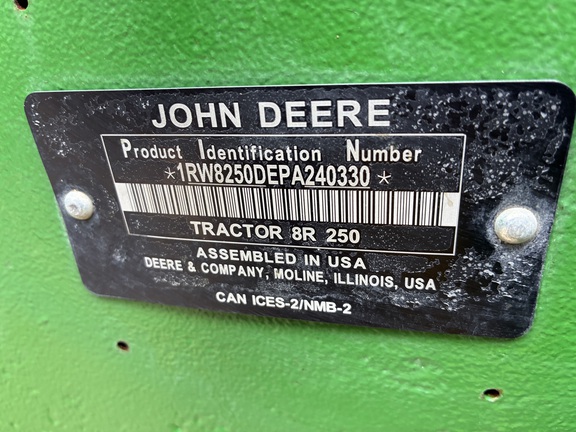 JOHN DEERE
Product Identification Number
*1RW8250DEPA240330*
TRACTOR 8R 250
ASSEMBLED IN USA
DEERE & COMPANY, MOLINE, ILLINOIS, USA
CAN ICES-2/NMB-2